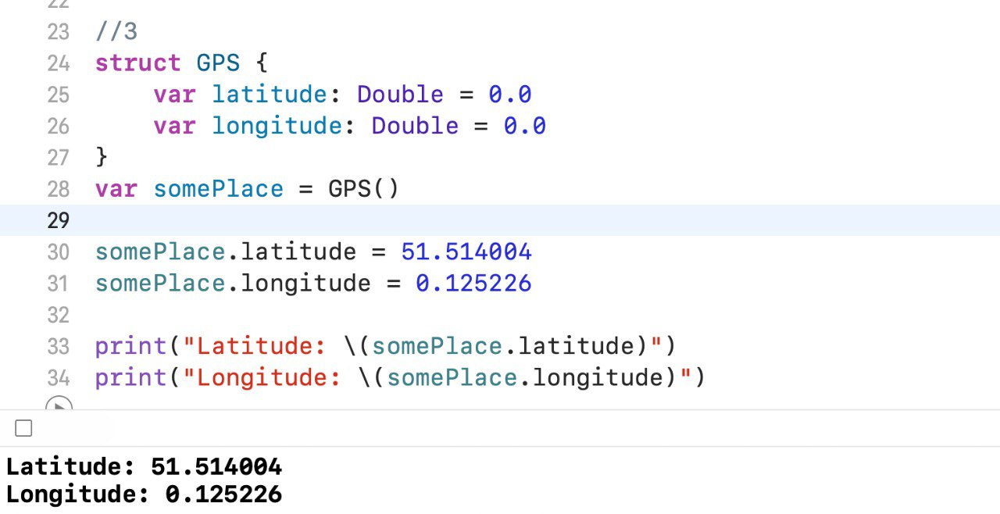 22
23 //3
24 struct GPS {
25     var latitude: Double = 0.0
26     var longitude: Double = 0.0
27 }
28 var somePlace = GPS()
29
30 somePlace.latitude = 51.514004
31 somePlace.longitude = 0.125226
32
33 print("Latitude: \(somePlace.latitude)")
34 print("Longitude: \(somePlace.longitude)")
Latitude: 51.514004
Longitude: 0.125226